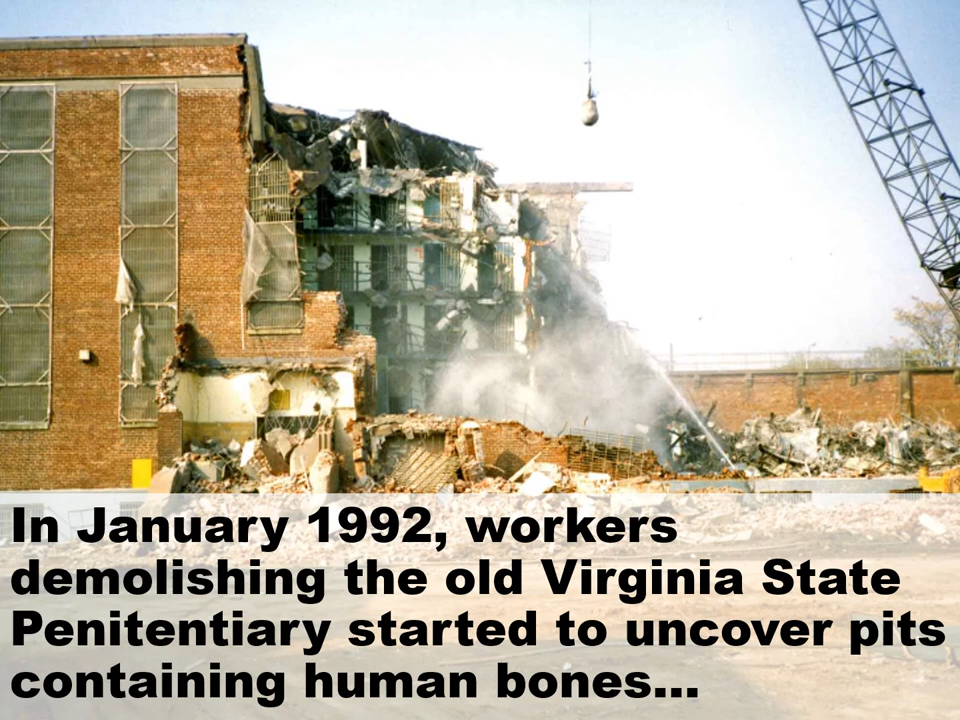 In January 1992, workers
demolishing the old Virginia State
Penitentiary started to uncover pits
containing human bones...